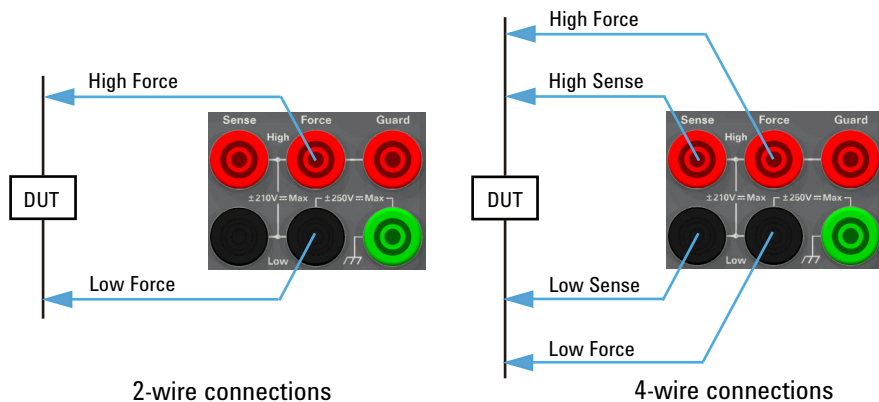 High Force
High Sense
DUT
Low Sense
Low Force
High Force
DUT
Low Force
Sense Force Guard
High
±210V⎓Max ±250V⎓Max
Low
Sense Force Guard
High
±210V⎓Max ±250V⎓Max
Low
2-wire connections
4-wire connections